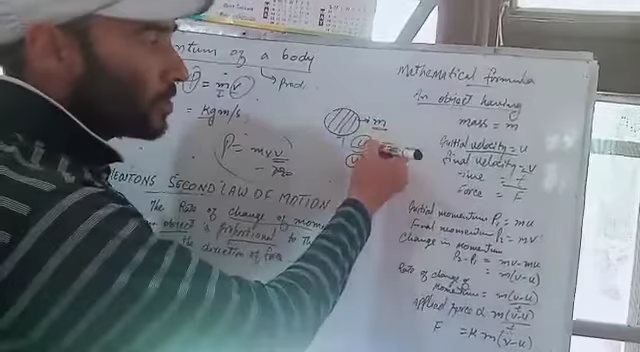 ntum of a body
P = m v
1
→ Prod.
= Kgm/s
P = m x v
→ m
u
NEWTONS SECOND LAW OF MOTION
The Rate of change of mome
object is proportional to th
the direction of force
Mathematical formula
An object having
mass = m
Initial velocity = u
Final velocity = v
Time = t
Force = F
Initial momentum P₁ = mu
Final momentum P₂ = mv
Change in momentum
P₂-P₁ = mv-mu
= m(v-u)
Rate of change of
momentum = m(v-u)
t
applied force ∝ m(v-u)
t
F = K m(v-u)